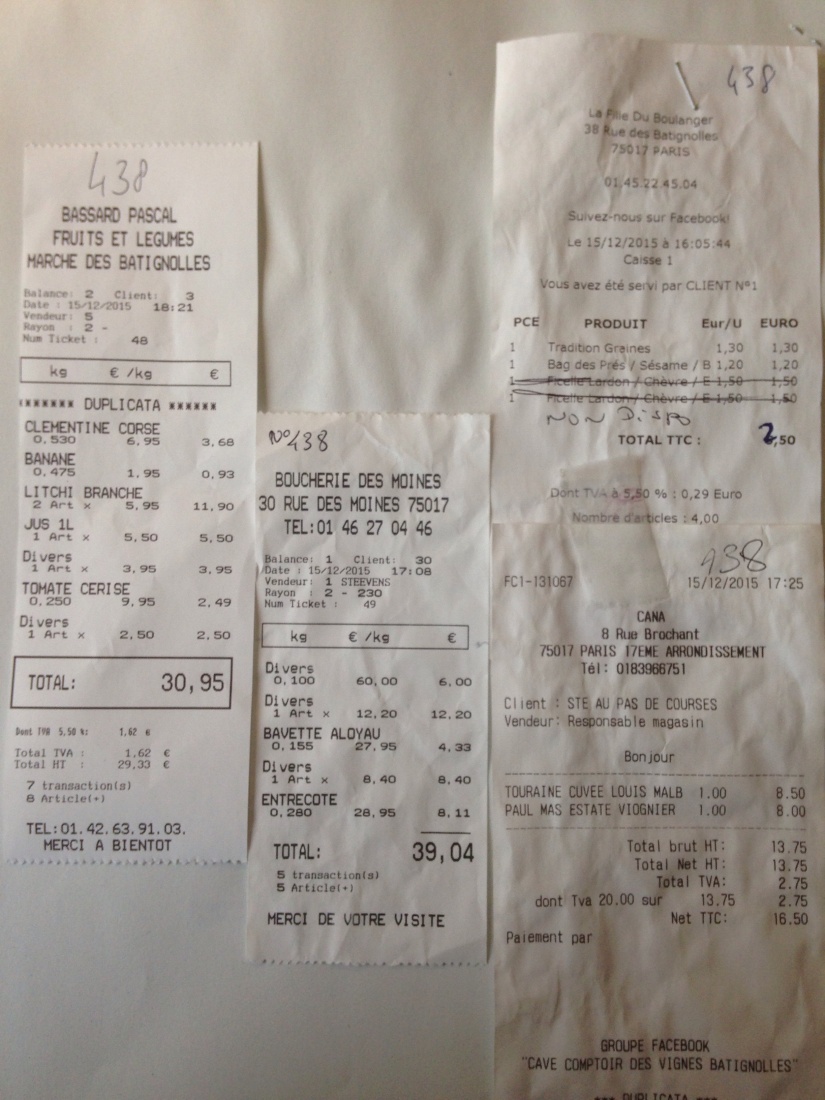 438
BASSARD PASCAL
FRUITS ET LEGUMES
MARCHE DES BATIGNOLLES
Balance: 2 Client: 3
Date : 15/12/2015 18:21
Vendeur: 5
Rayon : 2 -
Num Ticket : 48
kg € /kg €
******* DUPLICATA ******
CLEMENTINE CORSE
0,530 6,95 3,68
BANANE
0,475 1,95 0,93
LITCHI BRANCHE
2 Art x 5,95 11,90
JUS 1L
1 Art x 5,50 5,50
Divers
1 Art x 3,95 3,95
TOMATE CERISE
0,250 9,95 2,49
Divers
1 Art x 2,50 2,50
TOTAL: 30,95
Dont TVA 5,50 %: 1,62 €
Total TVA : 1,62 €
Total HT : 29,33 €
7 transaction(s)
8 Article(+)
TEL:01.42.63.91.03.
MERCI A BIENTOT
N°438
BOUCHERIE DES MOINES
30 RUE DES MOINES 75017
TEL:01 46 27 04 46
Balance: 1 Client: 30
Date : 15/12/2015 17:08
Vendeur: 1 STEEVENS
Rayon : 2 - 230
Num Ticket : 49
kg € /kg €
Divers
0,100 60,00 6,00
Divers
1 Art x 12,20 12,20
BAVETTE ALOYAU
0,155 27,95 4,33
Divers
1 Art x 8,40 8,40
ENTRECOTE
0,280 28,95 8,11
TOTAL: 39,04
5 transaction(s)
5 Article(+)
MERCI DE VOTRE VISITE
438
La Fille Du Boulanger
38 Rue des Batignolles
75017 PARIS
01.45.22.45.04
Suivez-nous sur Facebook!
Le 15/12/2015 à 16:05:44
Caisse 1
Vous avez été servi par CLIENT N°1
PCE PRODUIT Eur/U EURO
1 Tradition Graines 1,30 1,30
1 Bag des Prés / Sésame / B 1,20 1,20
1 Ficelle Lardon / Chèvre / E 1,50 1,50
1 Ficelle Lardon / Chèvre / E 1,50 1,50
NON DISPO
TOTAL TTC : 2,50
Dont TVA à 5,50 % : 0,29 Euro
Nombre d'articles : 4,00
438
FC1-131067 15/12/2015 17:25
CANA
8 Rue Brochant
75017 PARIS 17EME ARRONDISSEMENT
Tél: 0183966751
Client : STE AU PAS DE COURSES
Vendeur: Responsable magasin
Bonjour
TOURAINE CUVEE LOUIS MALB 1.00 8.50
PAUL MAS ESTATE VIOGNIER 1.00 8.00
Total brut HT: 13.75
Total Net HT: 13.75
Total TVA: 2.75
dont Tva 20.00 sur 13.75 2.75
Net TTC: 16.50
Paiement par
GROUPE FACEBOOK
"CAVE COMPTOIR DES VIGNES BATIGNOLLES"
*** DUPLICATA ***